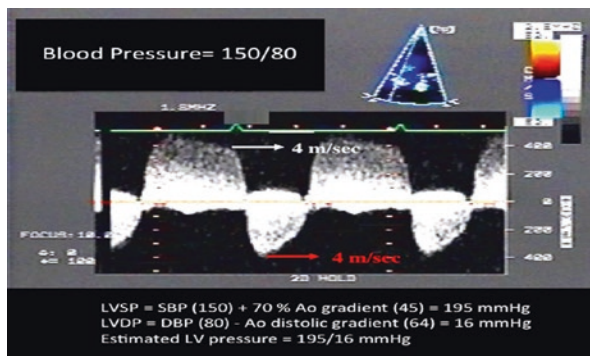 Blood Pressure= 150/80
1.8MHZ
4 m/sec
400
200
0
200
400
FOCUS:10.0
4 m/sec
2D HOLD
LVSP = SBP (150) + 70 % Ao gradient (45) = 195 mmHg
LVDP = DBP (80) - Ao distolic gradient (64) = 16 mmHg
Estimated LV pressure = 195/16 mmHg